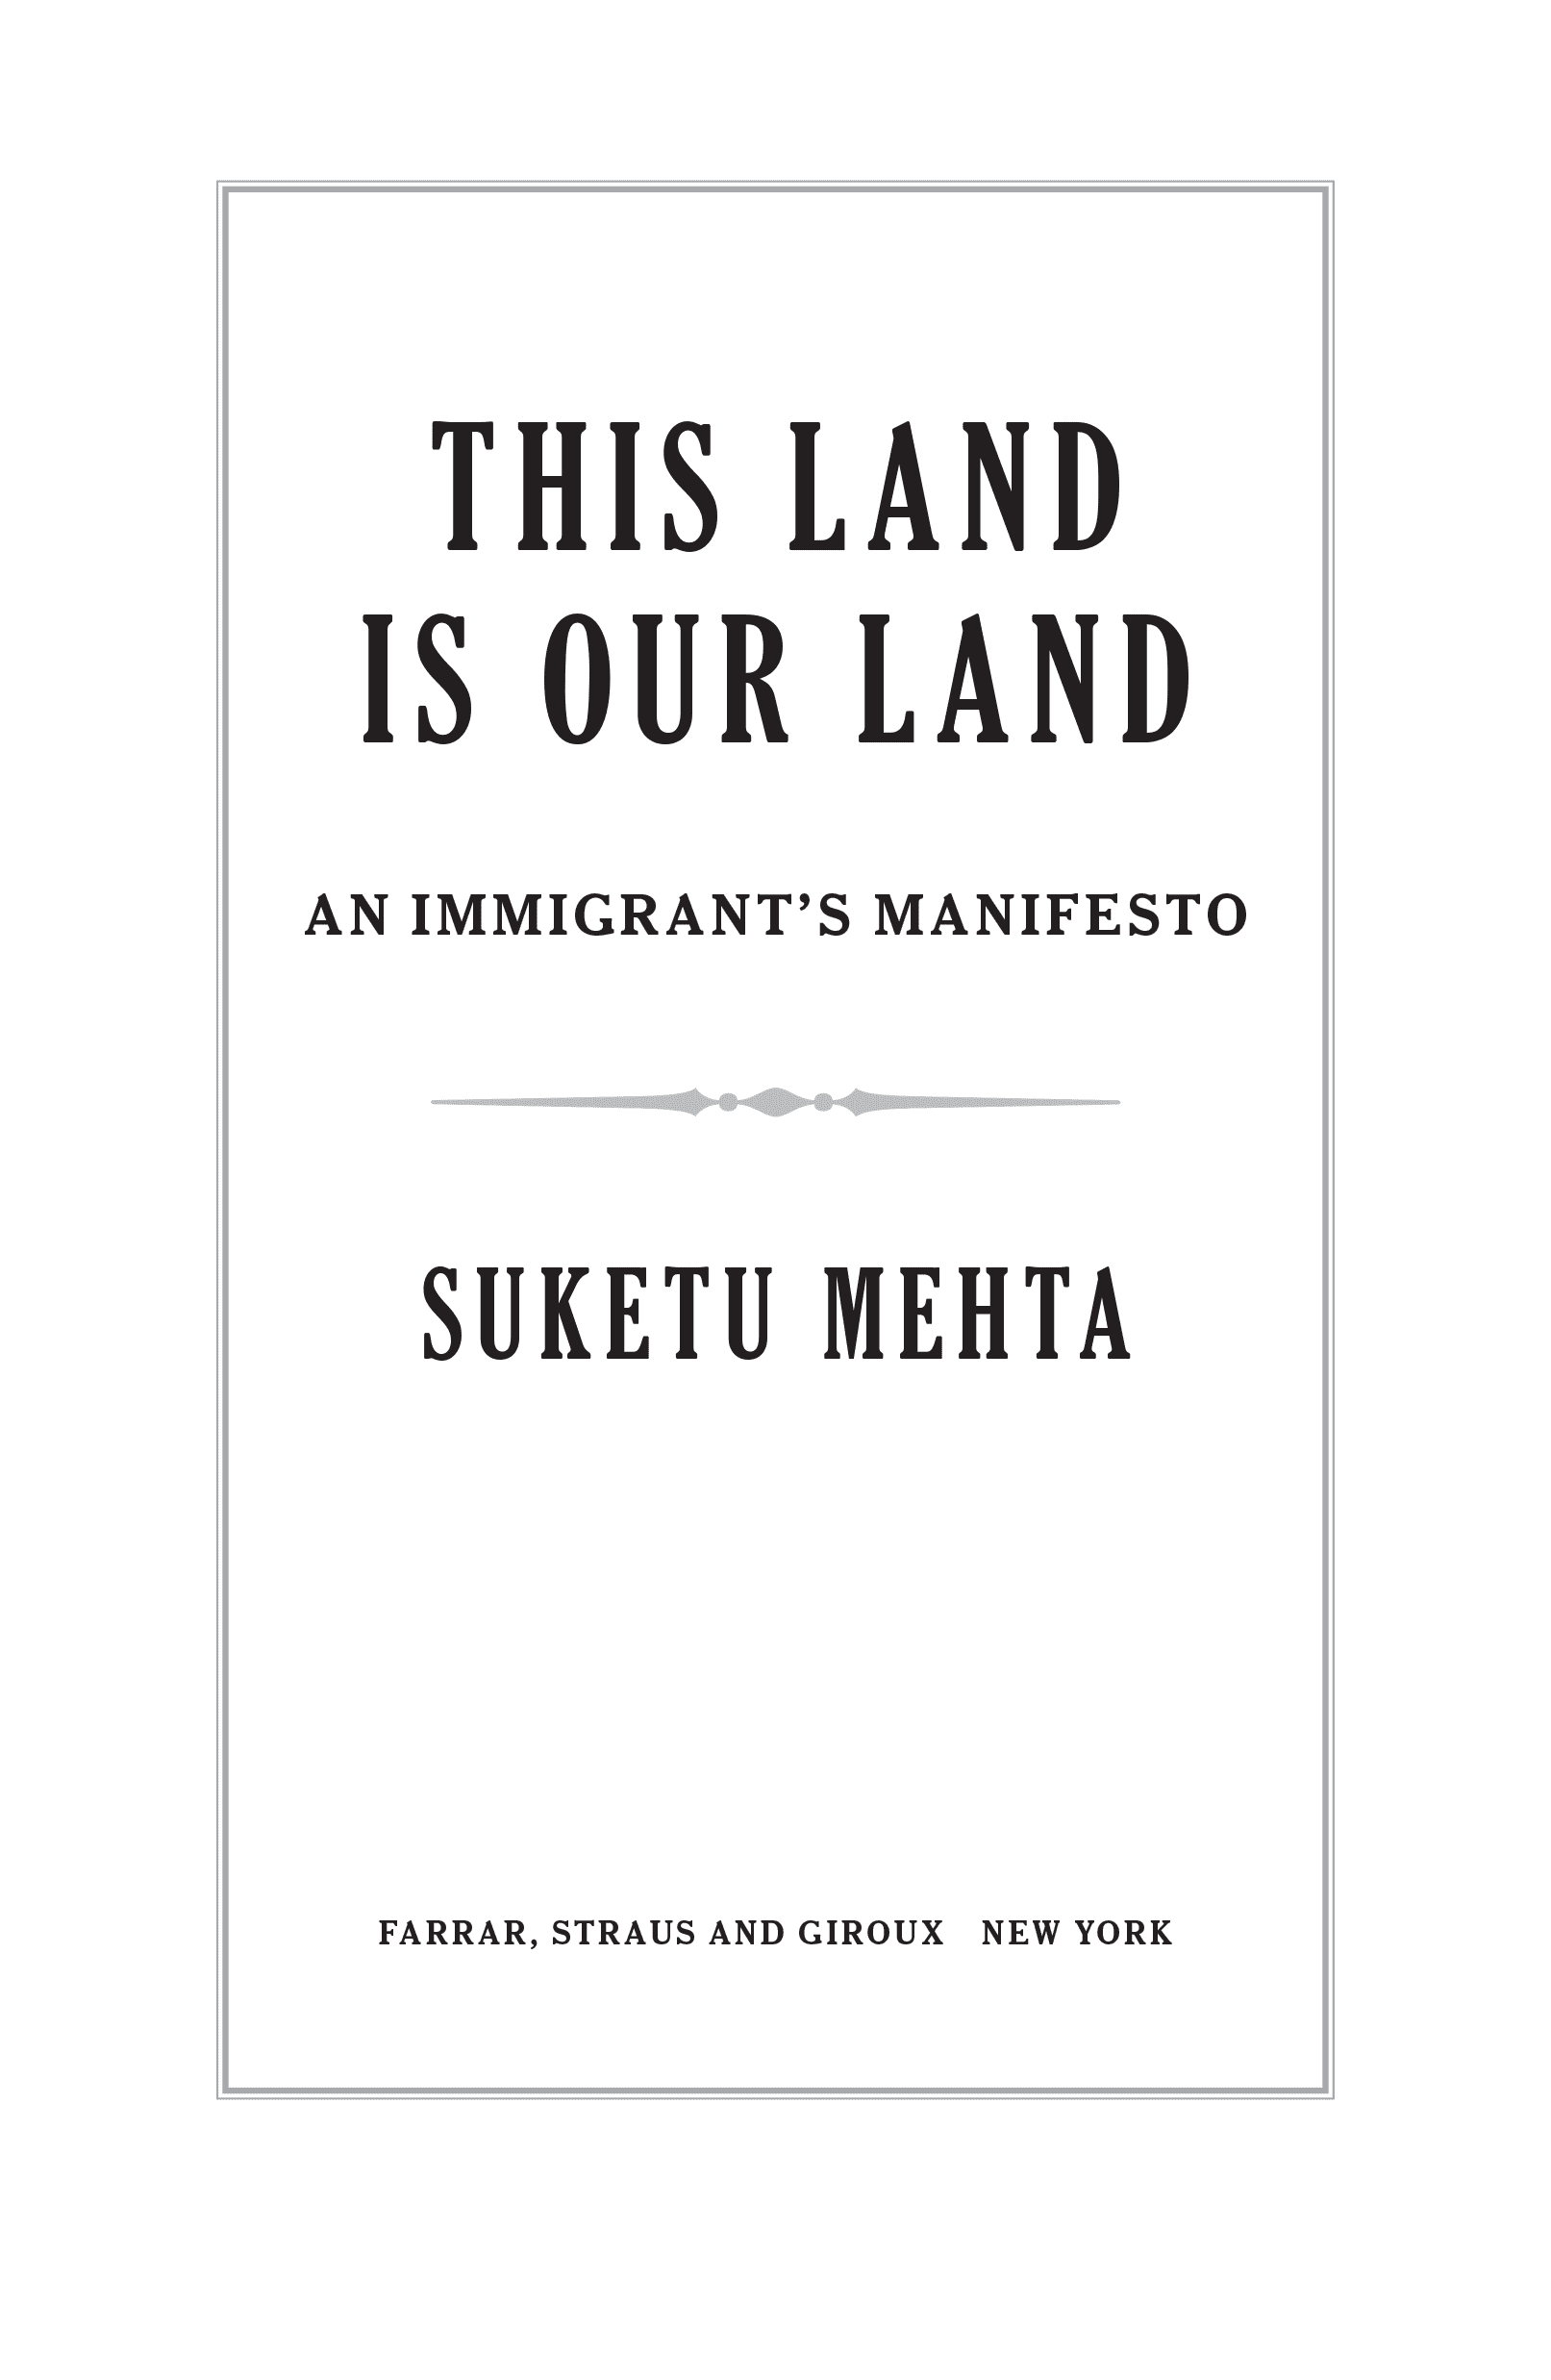 THIS LAND
IS OUR LAND
AN IMMIGRANT’S MANIFESTO
SUKETU MEHTA
FARRAR, STRAUS AND GIROUX NEW YORK